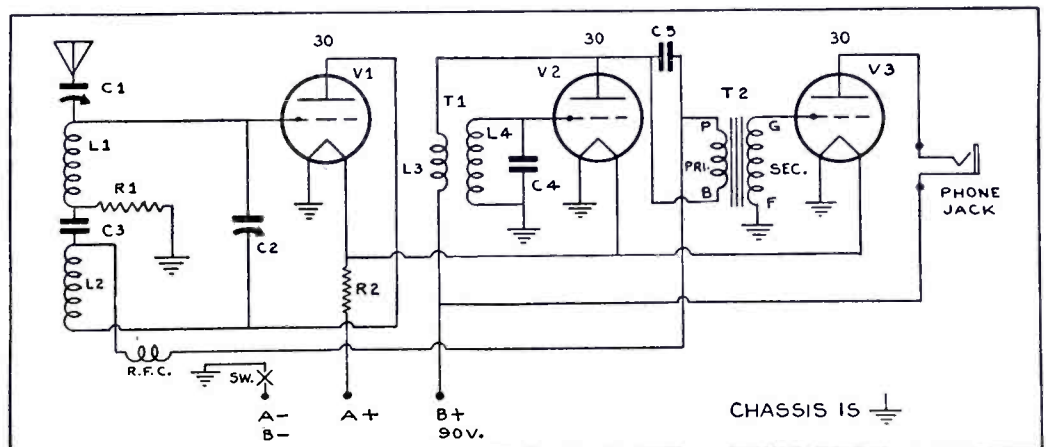 30
30
C5
30
C1
V1
V2
V3
T1
T2
L1
L4
P
G
L3
C4
PRI.
SEC.
R1
B
F
C3
C2
PHONE
JACK
L2
R2
R.F.C.
SW.
A-
B-
A+
B+
90V.
CHASSIS IS